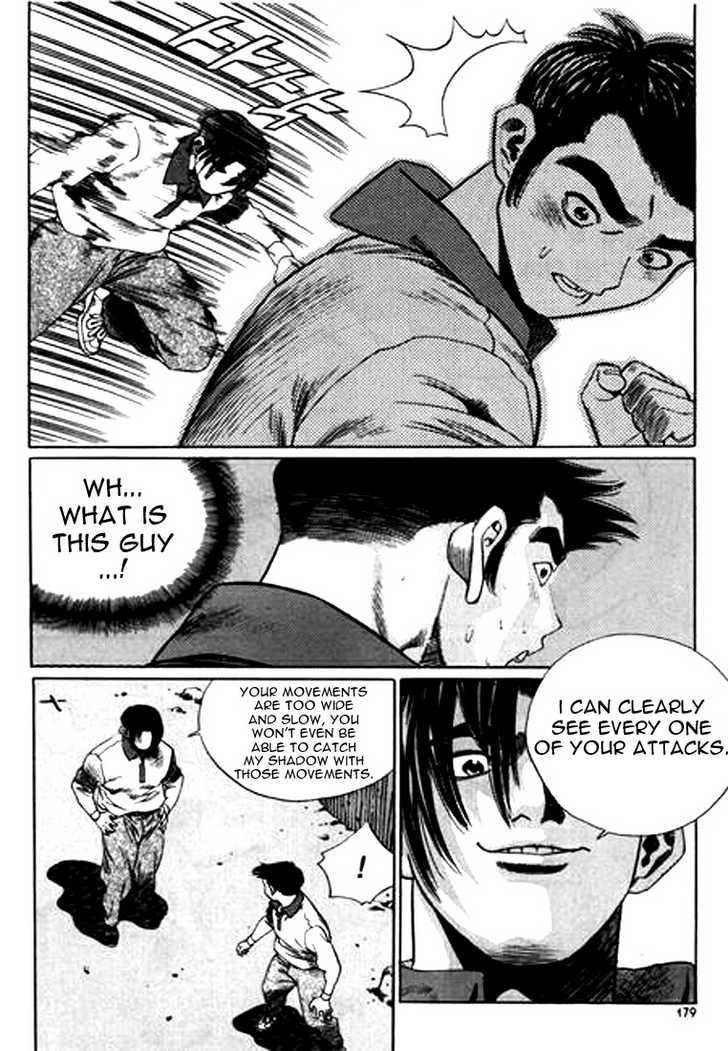 WH...
WHAT IS
THIS GUY
...!
YOUR MOVEMENTS
ARE TOO WIDE
AND SLOW, YOU
WON'T EVEN BE
ABLE TO CATCH
MY SHADOW WITH
THOSE MOVEMENTS.
!
I CAN CLEARLY
SEE EVERY ONE
OF YOUR ATTACKS.
179